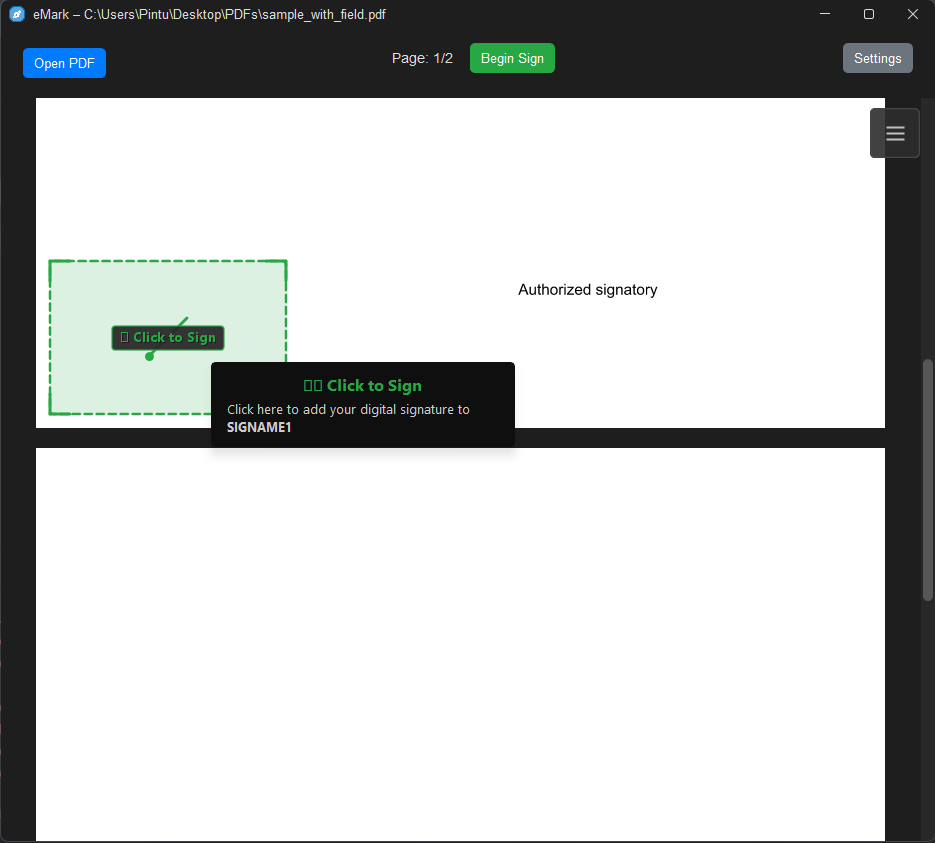 eMark – C:\Users\Pintu\Desktop\PDFs\sample_with_field.pdf
Open PDF
Page: 1/2
Begin Sign
Settings
Authorized signatory
Click to Sign
Click to Sign
Click here to add your digital signature to
SIGNAME1